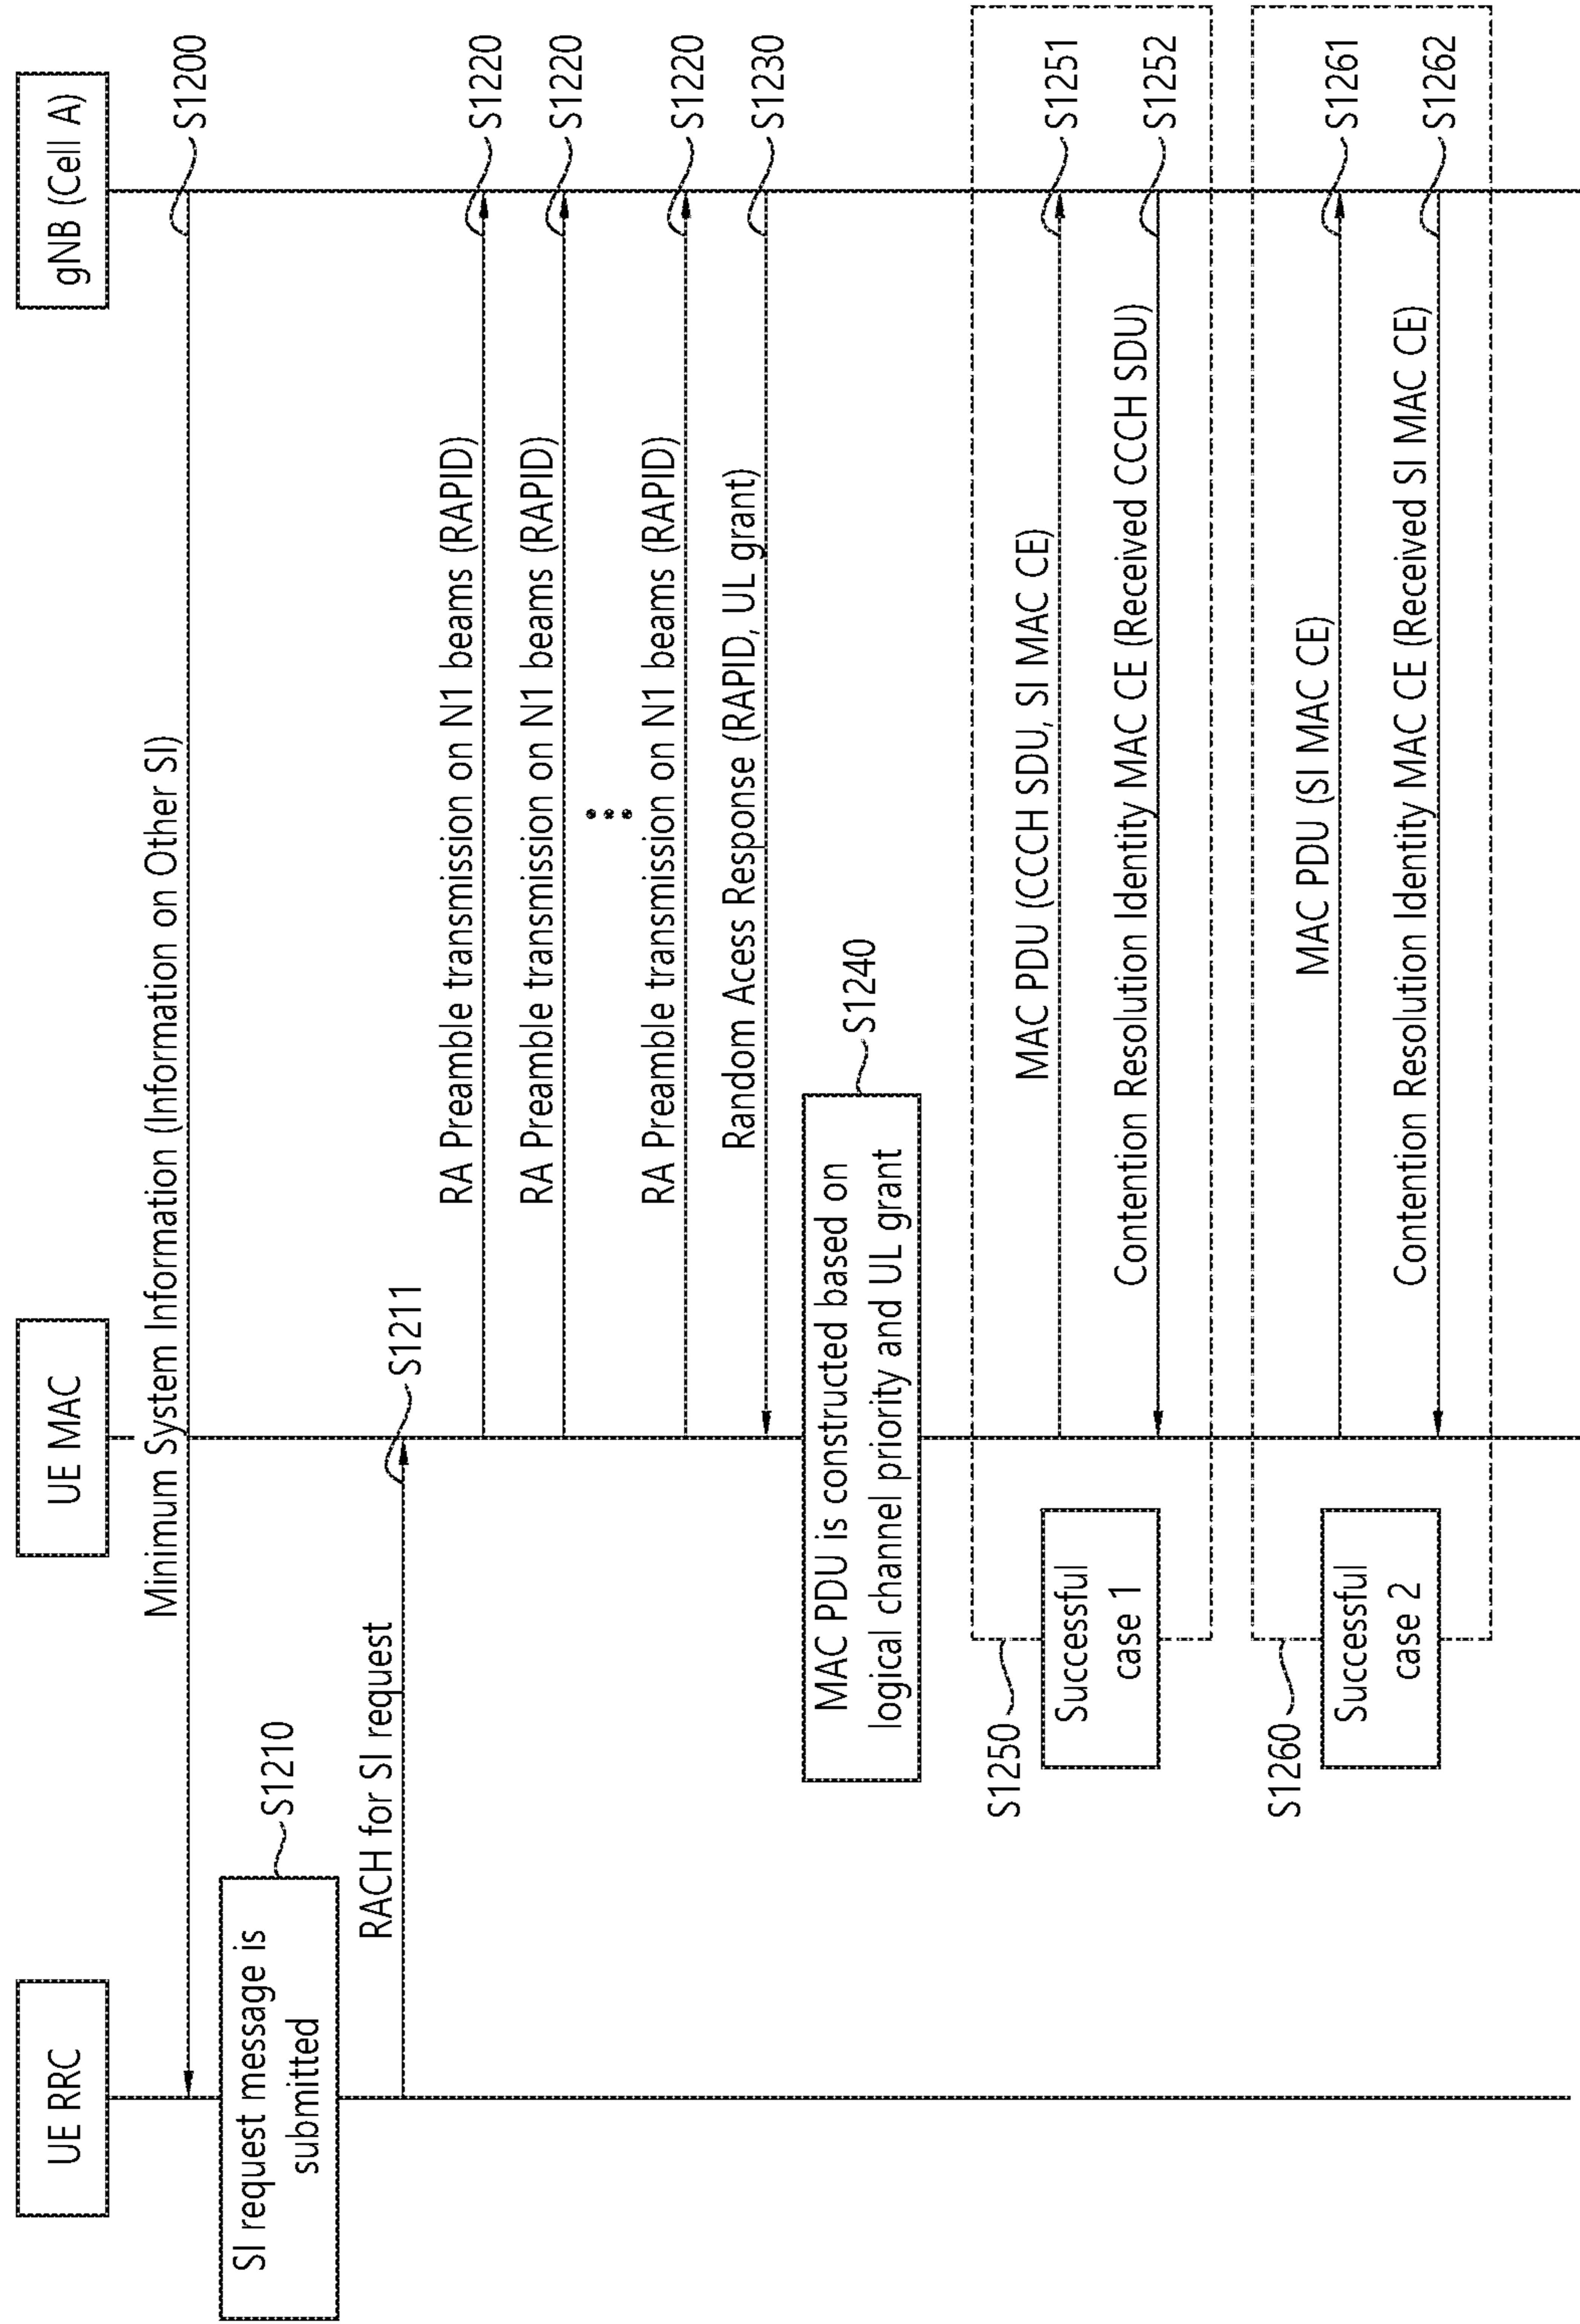 UE RRC
UE MAC
gNB (Cell A)
Minimum System Information (Information on Other SI)
S1200
SI request message is
submitted
S1210
RACH for SI request
S1211
RA Preamble transmission on N1 beams (RAPID)
S1220
RA Preamble transmission on N1 beams (RAPID)
S1220
RA Preamble transmission on N1 beams (RAPID)
S1220
Random Acess Response (RAPID, UL grant)
S1230
MAC PDU is constructed based on
logical channel priority and UL grant
S1240
S1250
Successful
case 1
MAC PDU (CCCH SDU, SI MAC CE)
S1251
Contention Resolution Identity MAC CE (Received CCCH SDU)
S1252
S1260
Successful
case 2
MAC PDU (SI MAC CE)
S1261
Contention Resolution Identity MAC CE (Received SI MAC CE)
S1262